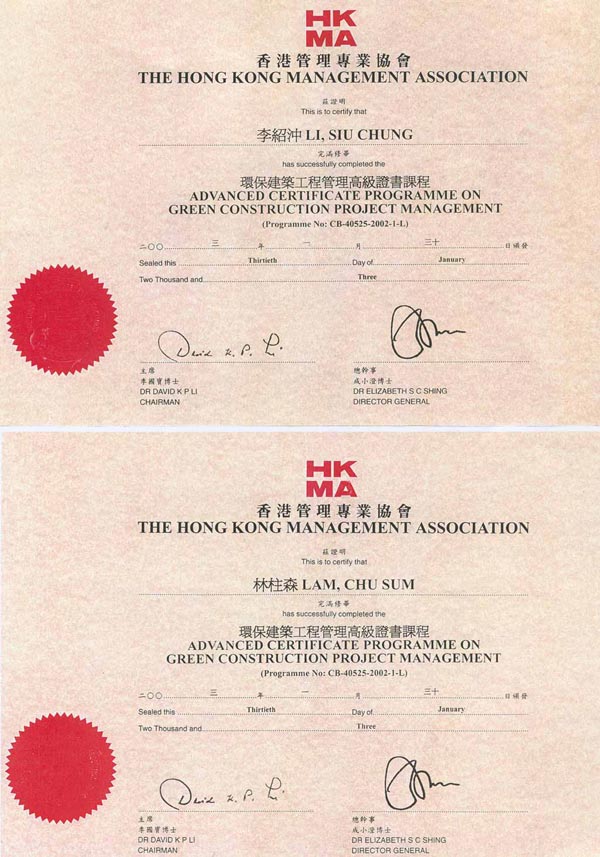 HK
MA
香港管理專業協會
THE HONG KONG MANAGEMENT ASSOCIATION
茲證明
This is to certify that
李紹沖 LI, SIU CHUNG
完滿修畢
has successfully completed the
環保建築工程管理高級證書課程
ADVANCED CERTIFICATE PROGRAMME ON
GREEN CONSTRUCTION PROJECT MANAGEMENT
(Programme No: CB-40525-2002-1-L)
二〇〇 三 年 一 月 三十 日頒發
Sealed this Thirtieth Day of January
Two Thousand and Three
David K. P. Li
主席 總幹事
李國寶博士 成小澄博士
DR DAVID K P LI DR ELIZABETH S C SHING
CHAIRMAN DIRECTOR GENERAL
HK
MA
香港管理專業協會
THE HONG KONG MANAGEMENT ASSOCIATION
茲證明
This is to certify that
林柱森 LAM, CHU SUM
完滿修畢
has successfully completed the
環保建築工程管理高級證書課程
ADVANCED CERTIFICATE PROGRAMME ON
GREEN CONSTRUCTION PROJECT MANAGEMENT
(Programme No: CB-40525-2002-1-L)
二〇〇 三 年 一 月 三十 日頒發
Sealed this Thirtieth Day of January
Two Thousand and Three
David K. P. Li
主席 總幹事
李國寶博士 成小澄博士
DR DAVID K P LI DR ELIZABETH S C SHING
CHAIRMAN DIRECTOR GENERAL